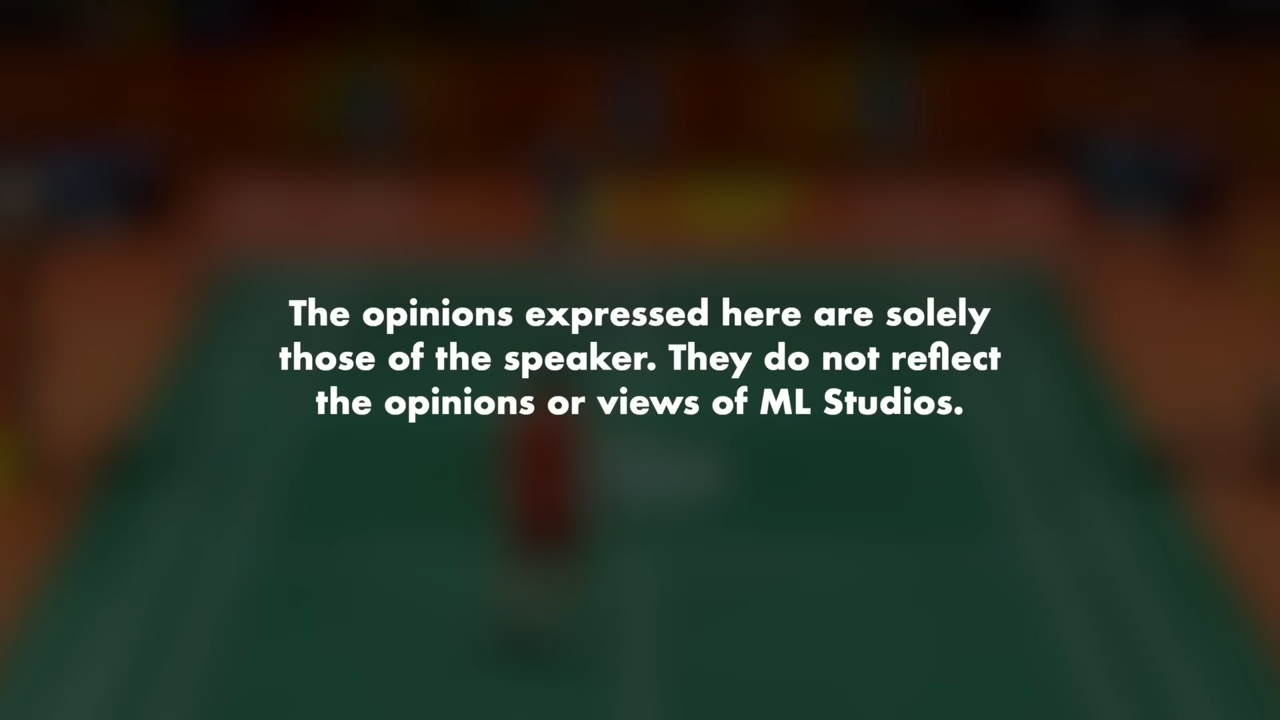 The opinions expressed here are solely
those of the speaker. They do not reflect
the opinions or views of ML Studios.